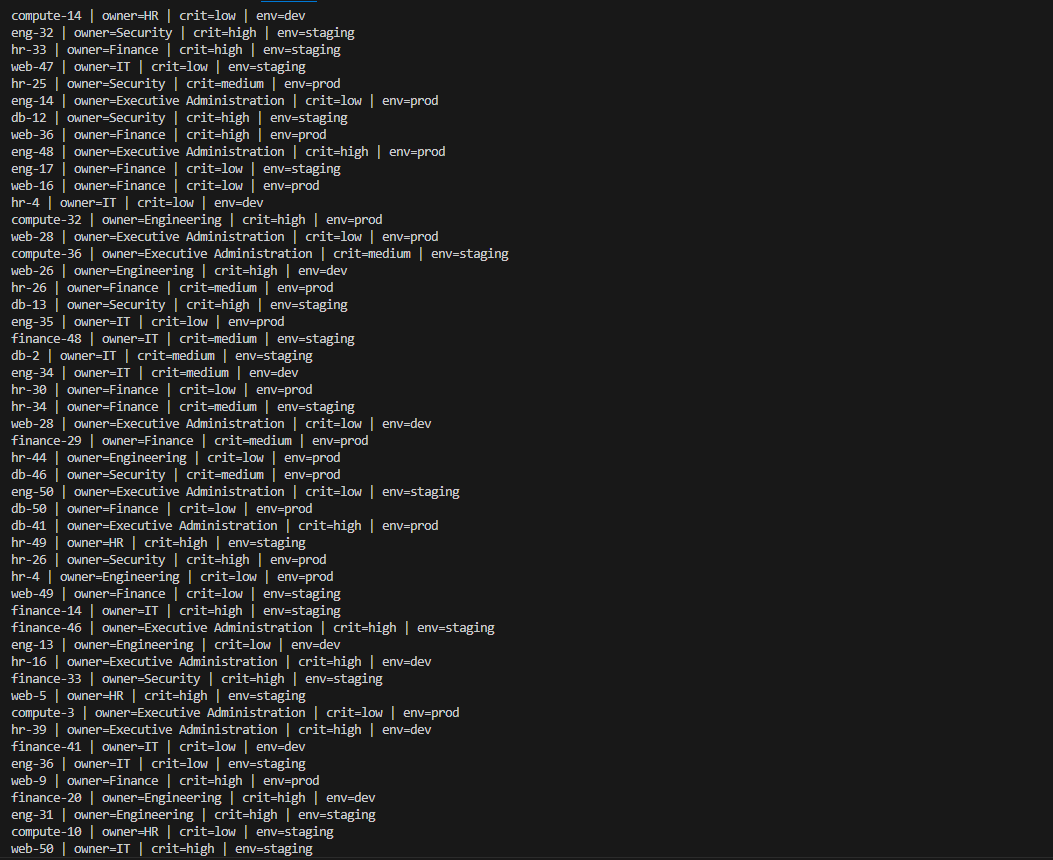 compute-14 | owner=HR | crit=low | env=dev
eng-32 | owner=Security | crit=high | env=staging
hr-33 | owner=Finance | crit=high | env=staging
web-47 | owner=IT | crit=low | env=staging
hr-25 | owner=Security | crit=medium | env=prod
eng-14 | owner=Executive Administration | crit=low | env=prod
db-12 | owner=Security | crit=high | env=staging
web-36 | owner=Finance | crit=high | env=prod
eng-48 | owner=Executive Administration | crit=high | env=prod
eng-17 | owner=Finance | crit=low | env=staging
web-16 | owner=Finance | crit=low | env=prod
hr-4 | owner=IT | crit=low | env=dev
compute-32 | owner=Engineering | crit=high | env=prod
web-28 | owner=Executive Administration | crit=low | env=prod
compute-36 | owner=Executive Administration | crit=medium | env=staging
web-26 | owner=Engineering | crit=high | env=dev
hr-26 | owner=Finance | crit=medium | env=prod
db-13 | owner=Security | crit=high | env=staging
eng-35 | owner=IT | crit=low | env=prod
finance-48 | owner=IT | crit=medium | env=staging
db-2 | owner=IT | crit=medium | env=staging
eng-34 | owner=IT | crit=medium | env=dev
hr-30 | owner=Finance | crit=low | env=prod
hr-34 | owner=Finance | crit=medium | env=staging
web-28 | owner=Executive Administration | crit=low | env=dev
finance-29 | owner=Finance | crit=medium | env=prod
hr-44 | owner=Engineering | crit=low | env=prod
db-46 | owner=Security | crit=medium | env=prod
eng-50 | owner=Executive Administration | crit=low | env=staging
db-50 | owner=Finance | crit=low | env=prod
db-41 | owner=Executive Administration | crit=high | env=prod
hr-49 | owner=HR | crit=high | env=staging
hr-26 | owner=Security | crit=high | env=prod
hr-4 | owner=Engineering | crit=low | env=prod
web-49 | owner=Finance | crit=low | env=staging
finance-14 | owner=IT | crit=high | env=staging
finance-46 | owner=Executive Administration | crit=high | env=staging
eng-13 | owner=Engineering | crit=low | env=dev
hr-16 | owner=Executive Administration | crit=high | env=dev
finance-33 | owner=Security | crit=high | env=staging
web-5 | owner=HR | crit=high | env=staging
compute-3 | owner=Executive Administration | crit=low | env=prod
hr-39 | owner=Executive Administration | crit=high | env=dev
finance-41 | owner=IT | crit=low | env=dev
eng-36 | owner=IT | crit=low | env=staging
web-9 | owner=Finance | crit=high | env=prod
finance-20 | owner=Engineering | crit=high | env=dev
eng-31 | owner=Engineering | crit=high | env=staging
compute-10 | owner=HR | crit=low | env=staging
web-50 | owner=IT | crit=high | env=staging